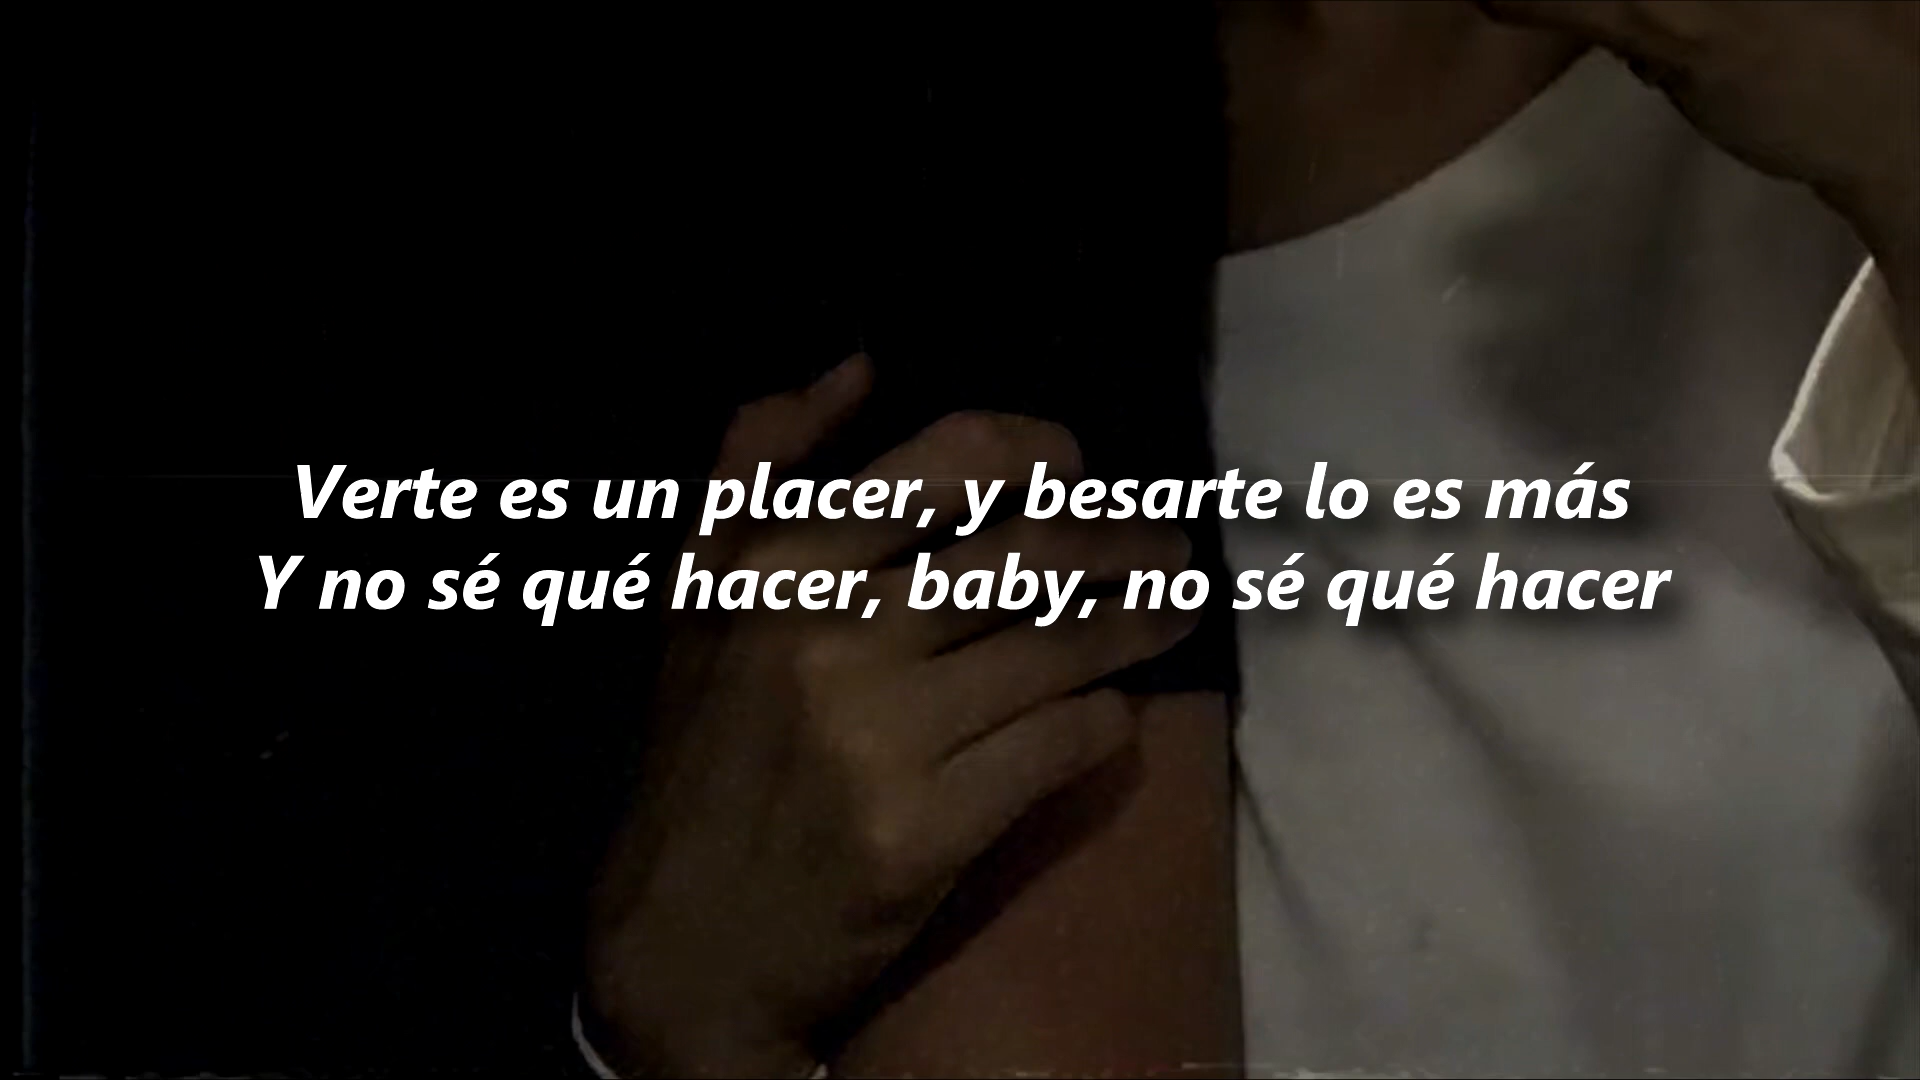 Verte es un placer, y besarte lo es más
Y no sé qué hacer, baby, no sé qué hacer